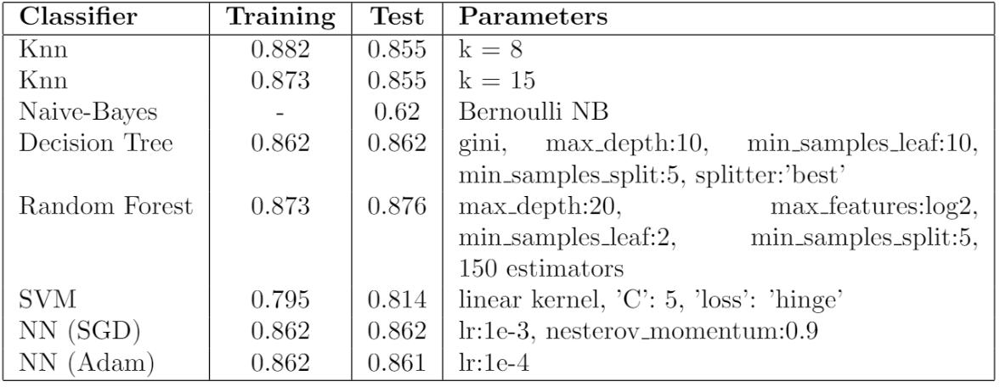 Classifier Training Test Parameters
Knn 0.882 0.855 k = 8
Knn 0.873 0.855 k = 15
Naive-Bayes - 0.62 Bernoulli NB
Decision Tree 0.862 0.862 gini, max_depth:10, min_samples_leaf:10,
min_samples_split:5, splitter:'best'
Random Forest 0.873 0.876 max_depth:20, max_features:log2,
min_samples_leaf:2, min_samples_split:5,
150 estimators
SVM 0.795 0.814 linear kernel, 'C': 5, 'loss': 'hinge'
NN (SGD) 0.862 0.862 lr:1e-3, nesterov_momentum:0.9
NN (Adam) 0.862 0.861 lr:1e-4